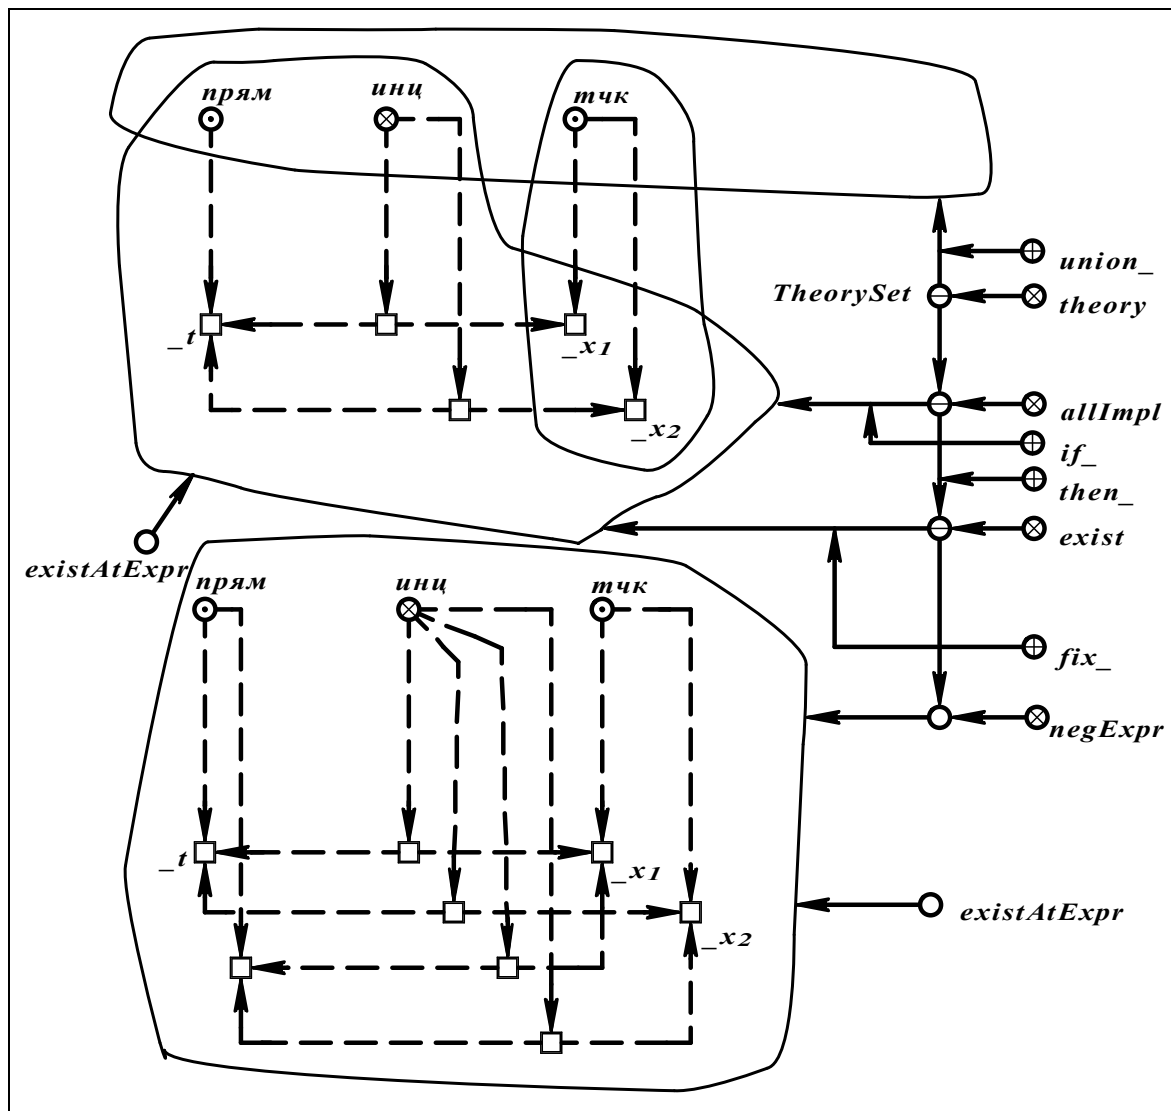 прям инц тчк
union_
TheorySet theory
_t _x1
allImpl
_x2
if_
then_
exist
existAtExpr
прям инц тчк
fix_
negExpr
_t _x1
existAtExpr
_x2